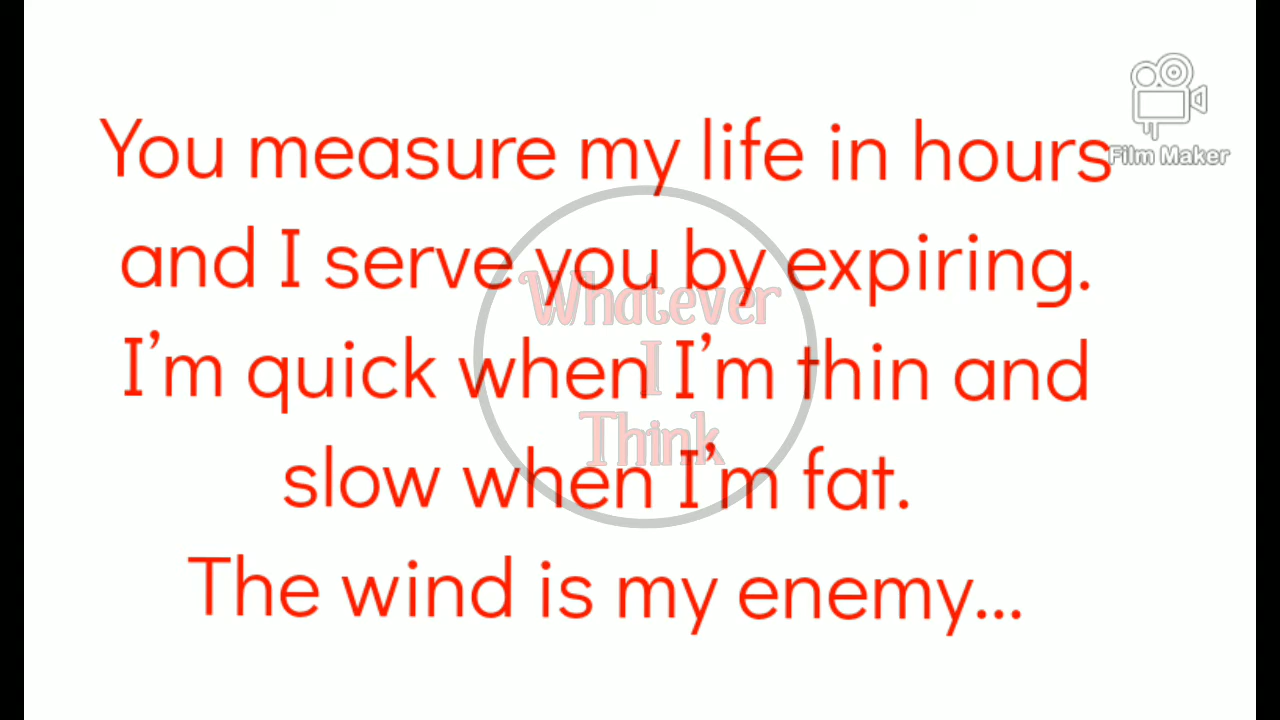 Film Maker
You measure my life in hours
and I serve you by expiring.
Whatever
I’m quick when I’m thin and
I
Think
slow when I’m fat.
The wind is my enemy...